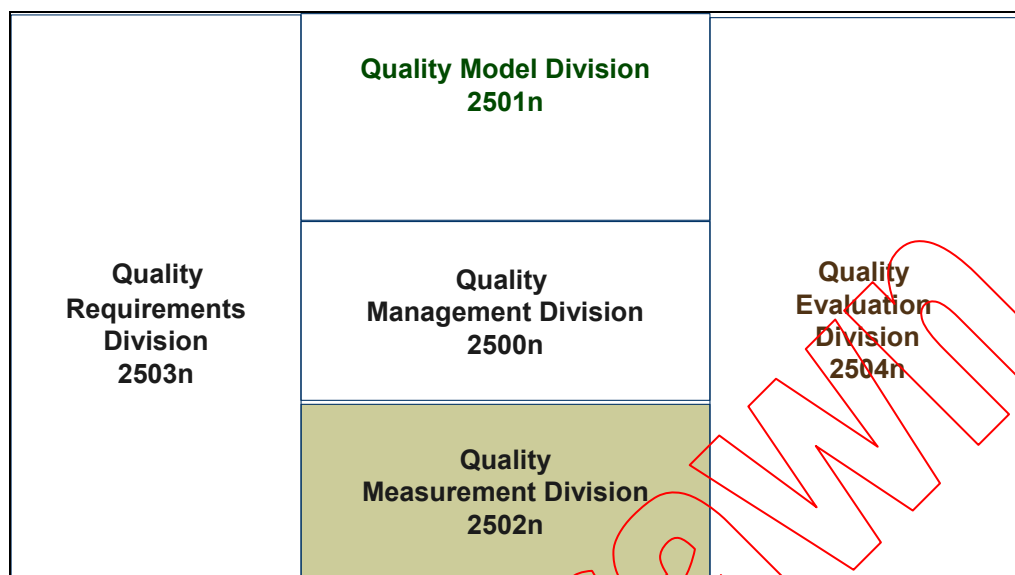 Quality Model Division
2501n
Quality
Requirements
Division
2503n
Quality
Management Division
2500n
Quality
Evaluation
Division
2504n
Quality
Measurement Division
2502n